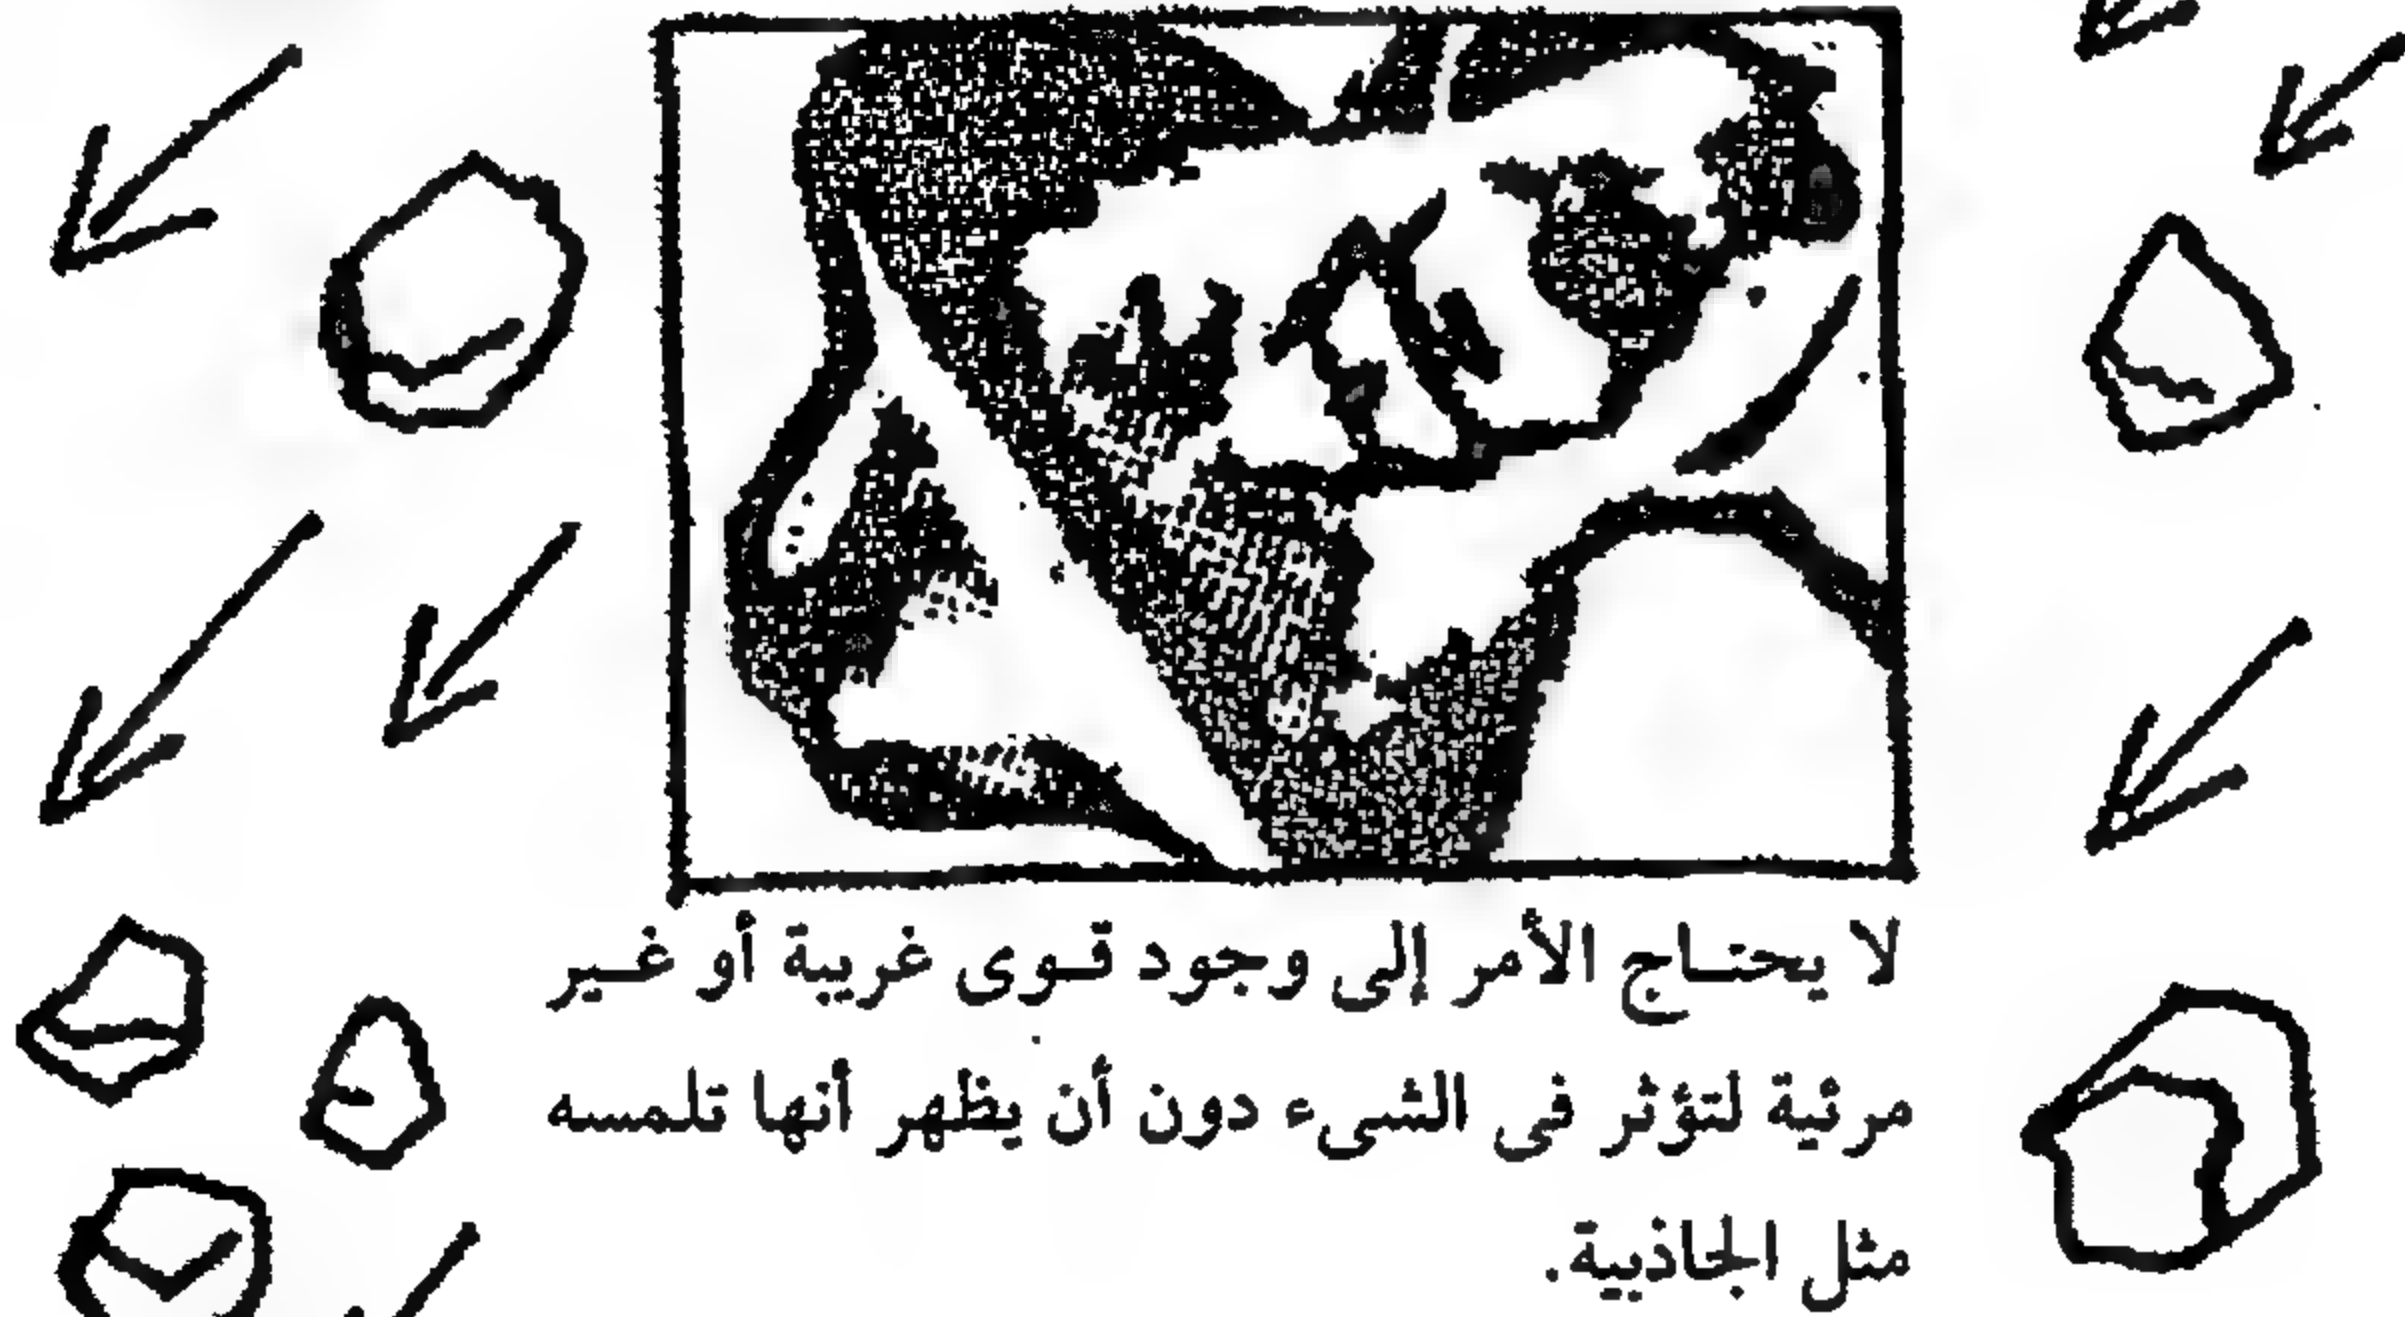 لا يحتاج الأمر إلى وجود قوى غريبة أو غير
مرئية لتؤثر فى الشىء دون أن يظهر أنها تلمسه
مثل الجاذبية.